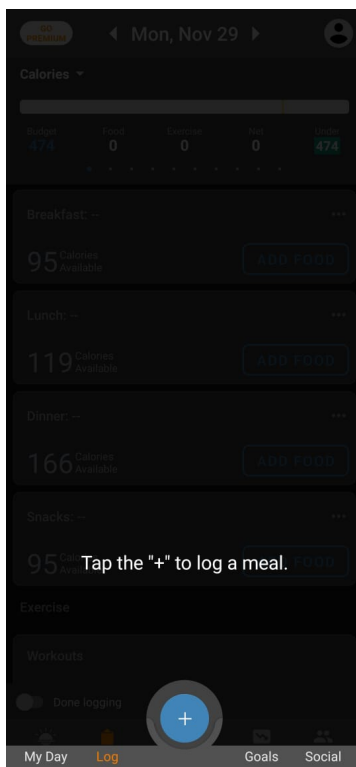 GO
PREMIUM
Mon, Nov 29
Calories
Budget Food Exercise Net Under
474 0 0 0 474
Breakfast: --
95 Calories Available
ADD FOOD
Lunch: --
119 Calories Available
ADD FOOD
Dinner: --
166 Calories Available
ADD FOOD
Snacks: --
95
Tap the "+" to log a meal.
Exercise
Workouts
Done logging
+
My Day Log Goals Social